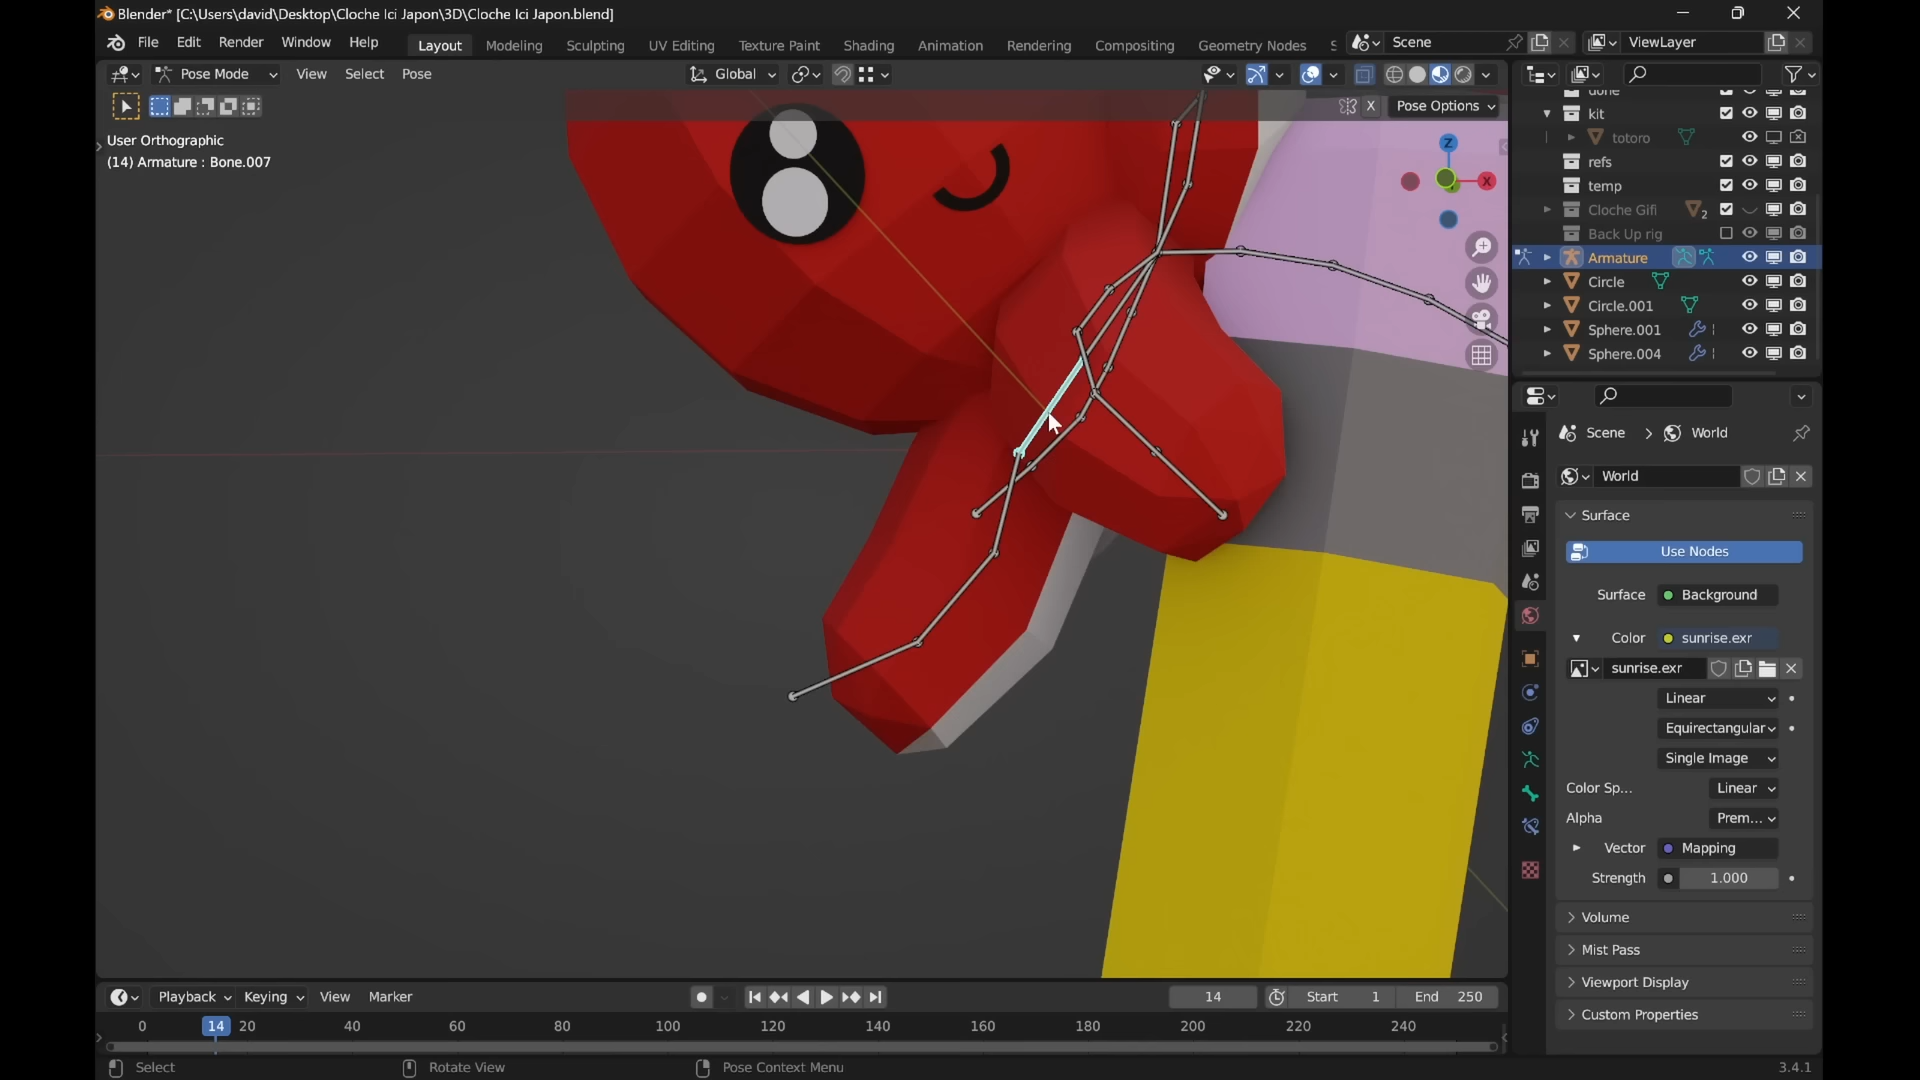 Blender* [C:\Users\david\Desktop\Cloche Ici Japon\3D\Cloche Ici Japon.blend]
File Edit Render Window Help Layout Modeling Sculpting UV Editing Texture Paint Shading Animation Rendering Compositing Geometry Nodes S Scene ViewLayer
Pose Mode View Select Pose Global
X Pose Options
User Orthographic
(14) Armature : Bone.007
Z
X
done
kit
totoro
refs
temp
Cloche Gifi 2
Back Up rig
Armature
Circle
Circle.001
Sphere.001
Sphere.004
Scene > World
World
Surface
Use Nodes
Surface Background
Color sunrise.exr
sunrise.exr
Linear
Equirectangular
Single Image
Color Sp... Linear
Alpha Prem...
Vector Mapping
Strength 1.000
Volume
Mist Pass
Viewport Display
Custom Properties
Playback Keying View Marker 14 Start 1 End 250
0 14 20 40 60 80 100 120 140 160 180 200 220 240
Select Rotate View Pose Context Menu 3.4.1